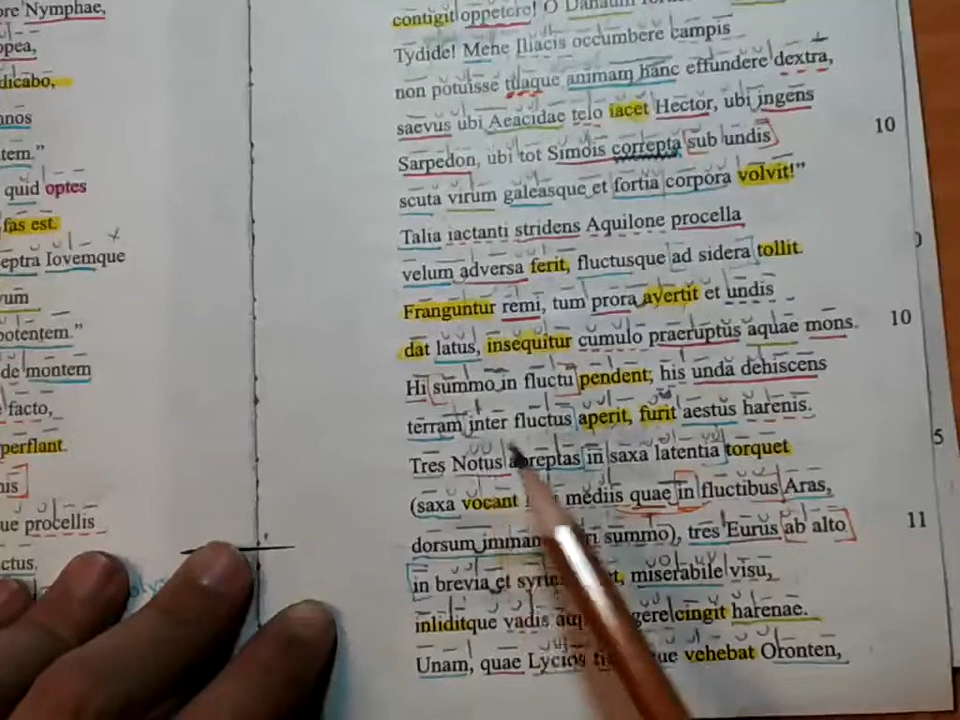 ore Nymphae,
opea,
dicabo,
nnos
tem."
quid optes
fas est.
eptra Iovemque
vum
potentem."
de montem
facto,
perflant.
nis
ue procellis
ctus,
contigit oppetere! O Danaum
Tydide! Mene Iliacis occumbere campis
non potuisse tuaque animam hanc effundere dextra,
saevus ubi Aeacidae telo iacet Hector, ubi ingens
Sarpedon, ubi tot Simois correpta sub undis
10
scuta virum galeasque et fortia corpora volvit!"
Talia iactanti stridens Aquilone procella
velum adversa ferit, fluctusque ad sidera tollit.
Franguntur remi, tum prora avertit et undis
dat latus, insequitur cumulo praeruptus aquae mons.
10
Hi summo in fluctu pendent; his unda dehiscens
terram inter fluctus aperit, furit aestus harenis.
Tres Notus abreptas in saxa latentia torquet
5
(saxa vocant mediis quae in fluctibus Aras,
dorsum immane summo), tres Eurus ab alto
11
in brevia et syrtes miserabile visu,
inliditque vadis cingit harenae.
Unam, quae Lycios vehebat Oronten,